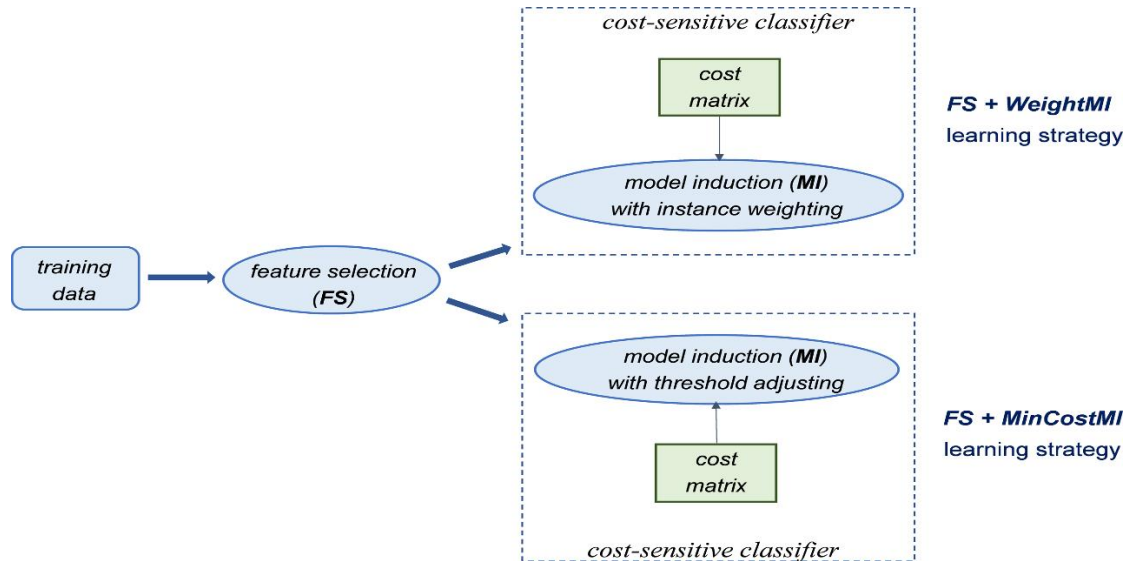 training
data
feature selection
(FS)
cost-sensitive classifier
cost
matrix
model induction (MI)
with instance weighting
FS + WeightMI
learning strategy
model induction (MI)
with threshold adjusting
cost
matrix
cost-sensitive classifier
FS + MinCostMI
learning strategy